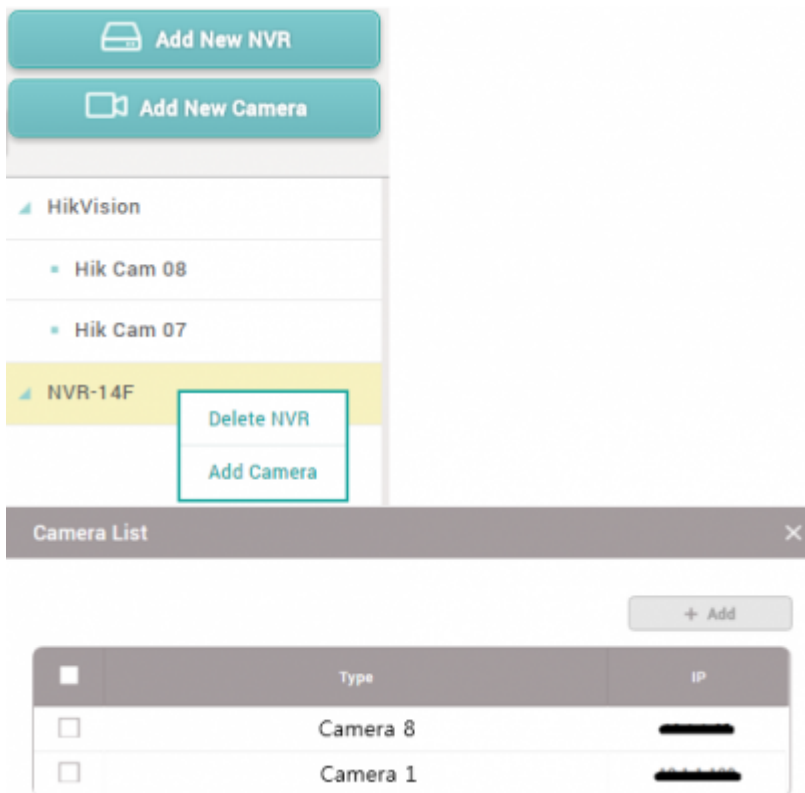 Add New NVR
Add New Camera
HikVision
Hik Cam 08
Hik Cam 07
NVR-14F
Delete NVR
Add Camera
Camera List
+ Add
Type IP
Camera 8
Camera 1